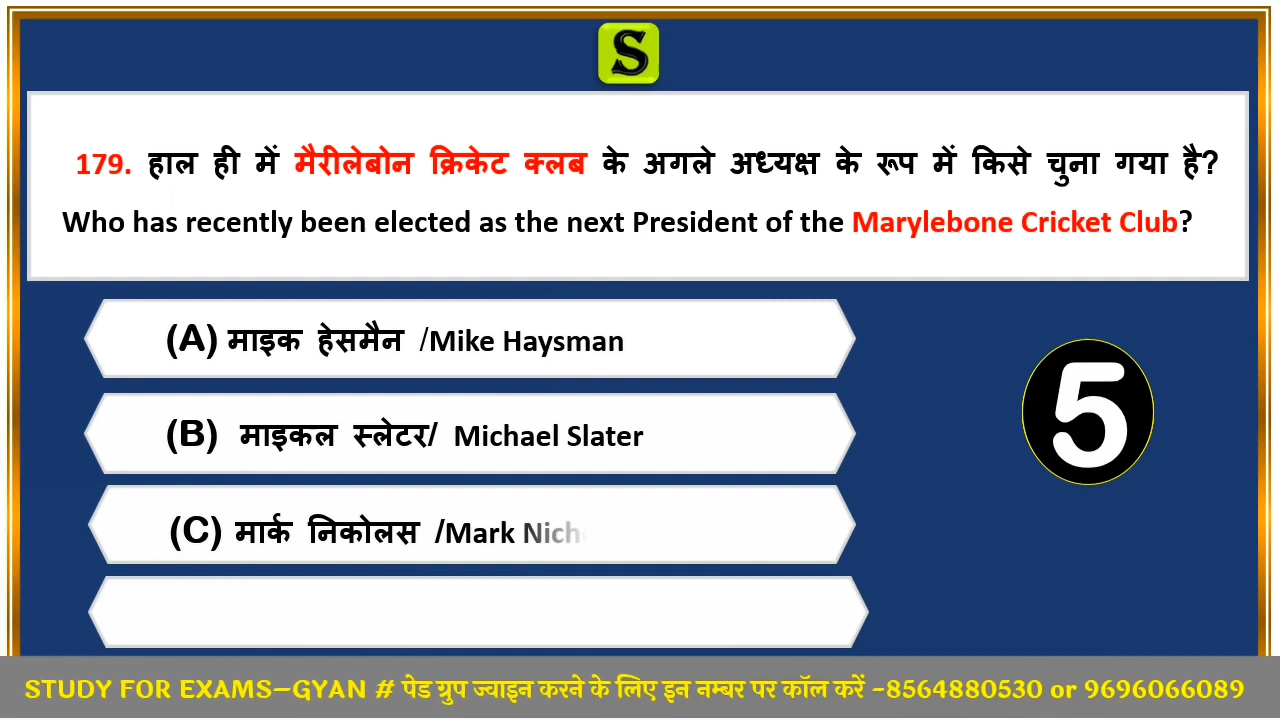 S
179. हाल ही में मैरीलेबोन क्रिकेट क्लब के अगले अध्यक्ष के रूप में किसे चुना गया है?
Who has recently been elected as the next President of the Marylebone Cricket Club?
(A) माइक हेसमैन /Mike Haysman
(B) माइकल स्लेटर/ Michael Slater
5
(C) मार्क निकोलस /Mark Nich
STUDY FOR EXAMS-GYAN # पेड ग्रुप ज्वाइन करने के लिए इन नम्बर पर कॉल करें -8564880530 or 9696066089